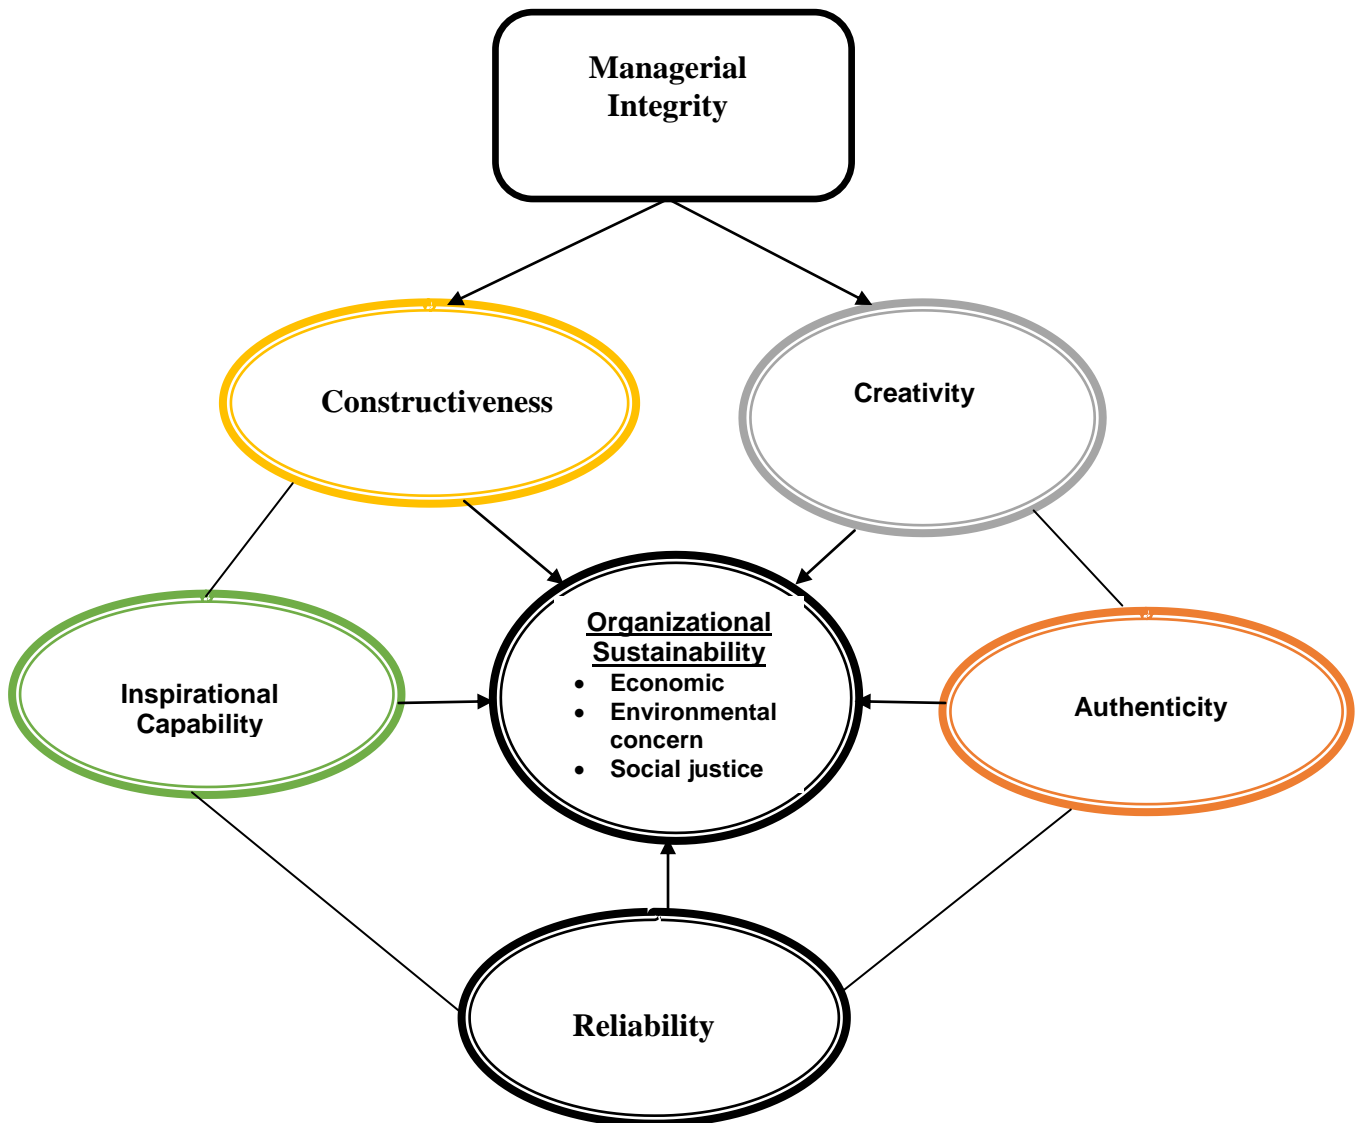 Managerial
Integrity
Constructiveness
Creativity
Organizational
Sustainability
• Economic
• Environmental
concern
• Social justice
Inspirational
Capability
Authenticity
Reliability